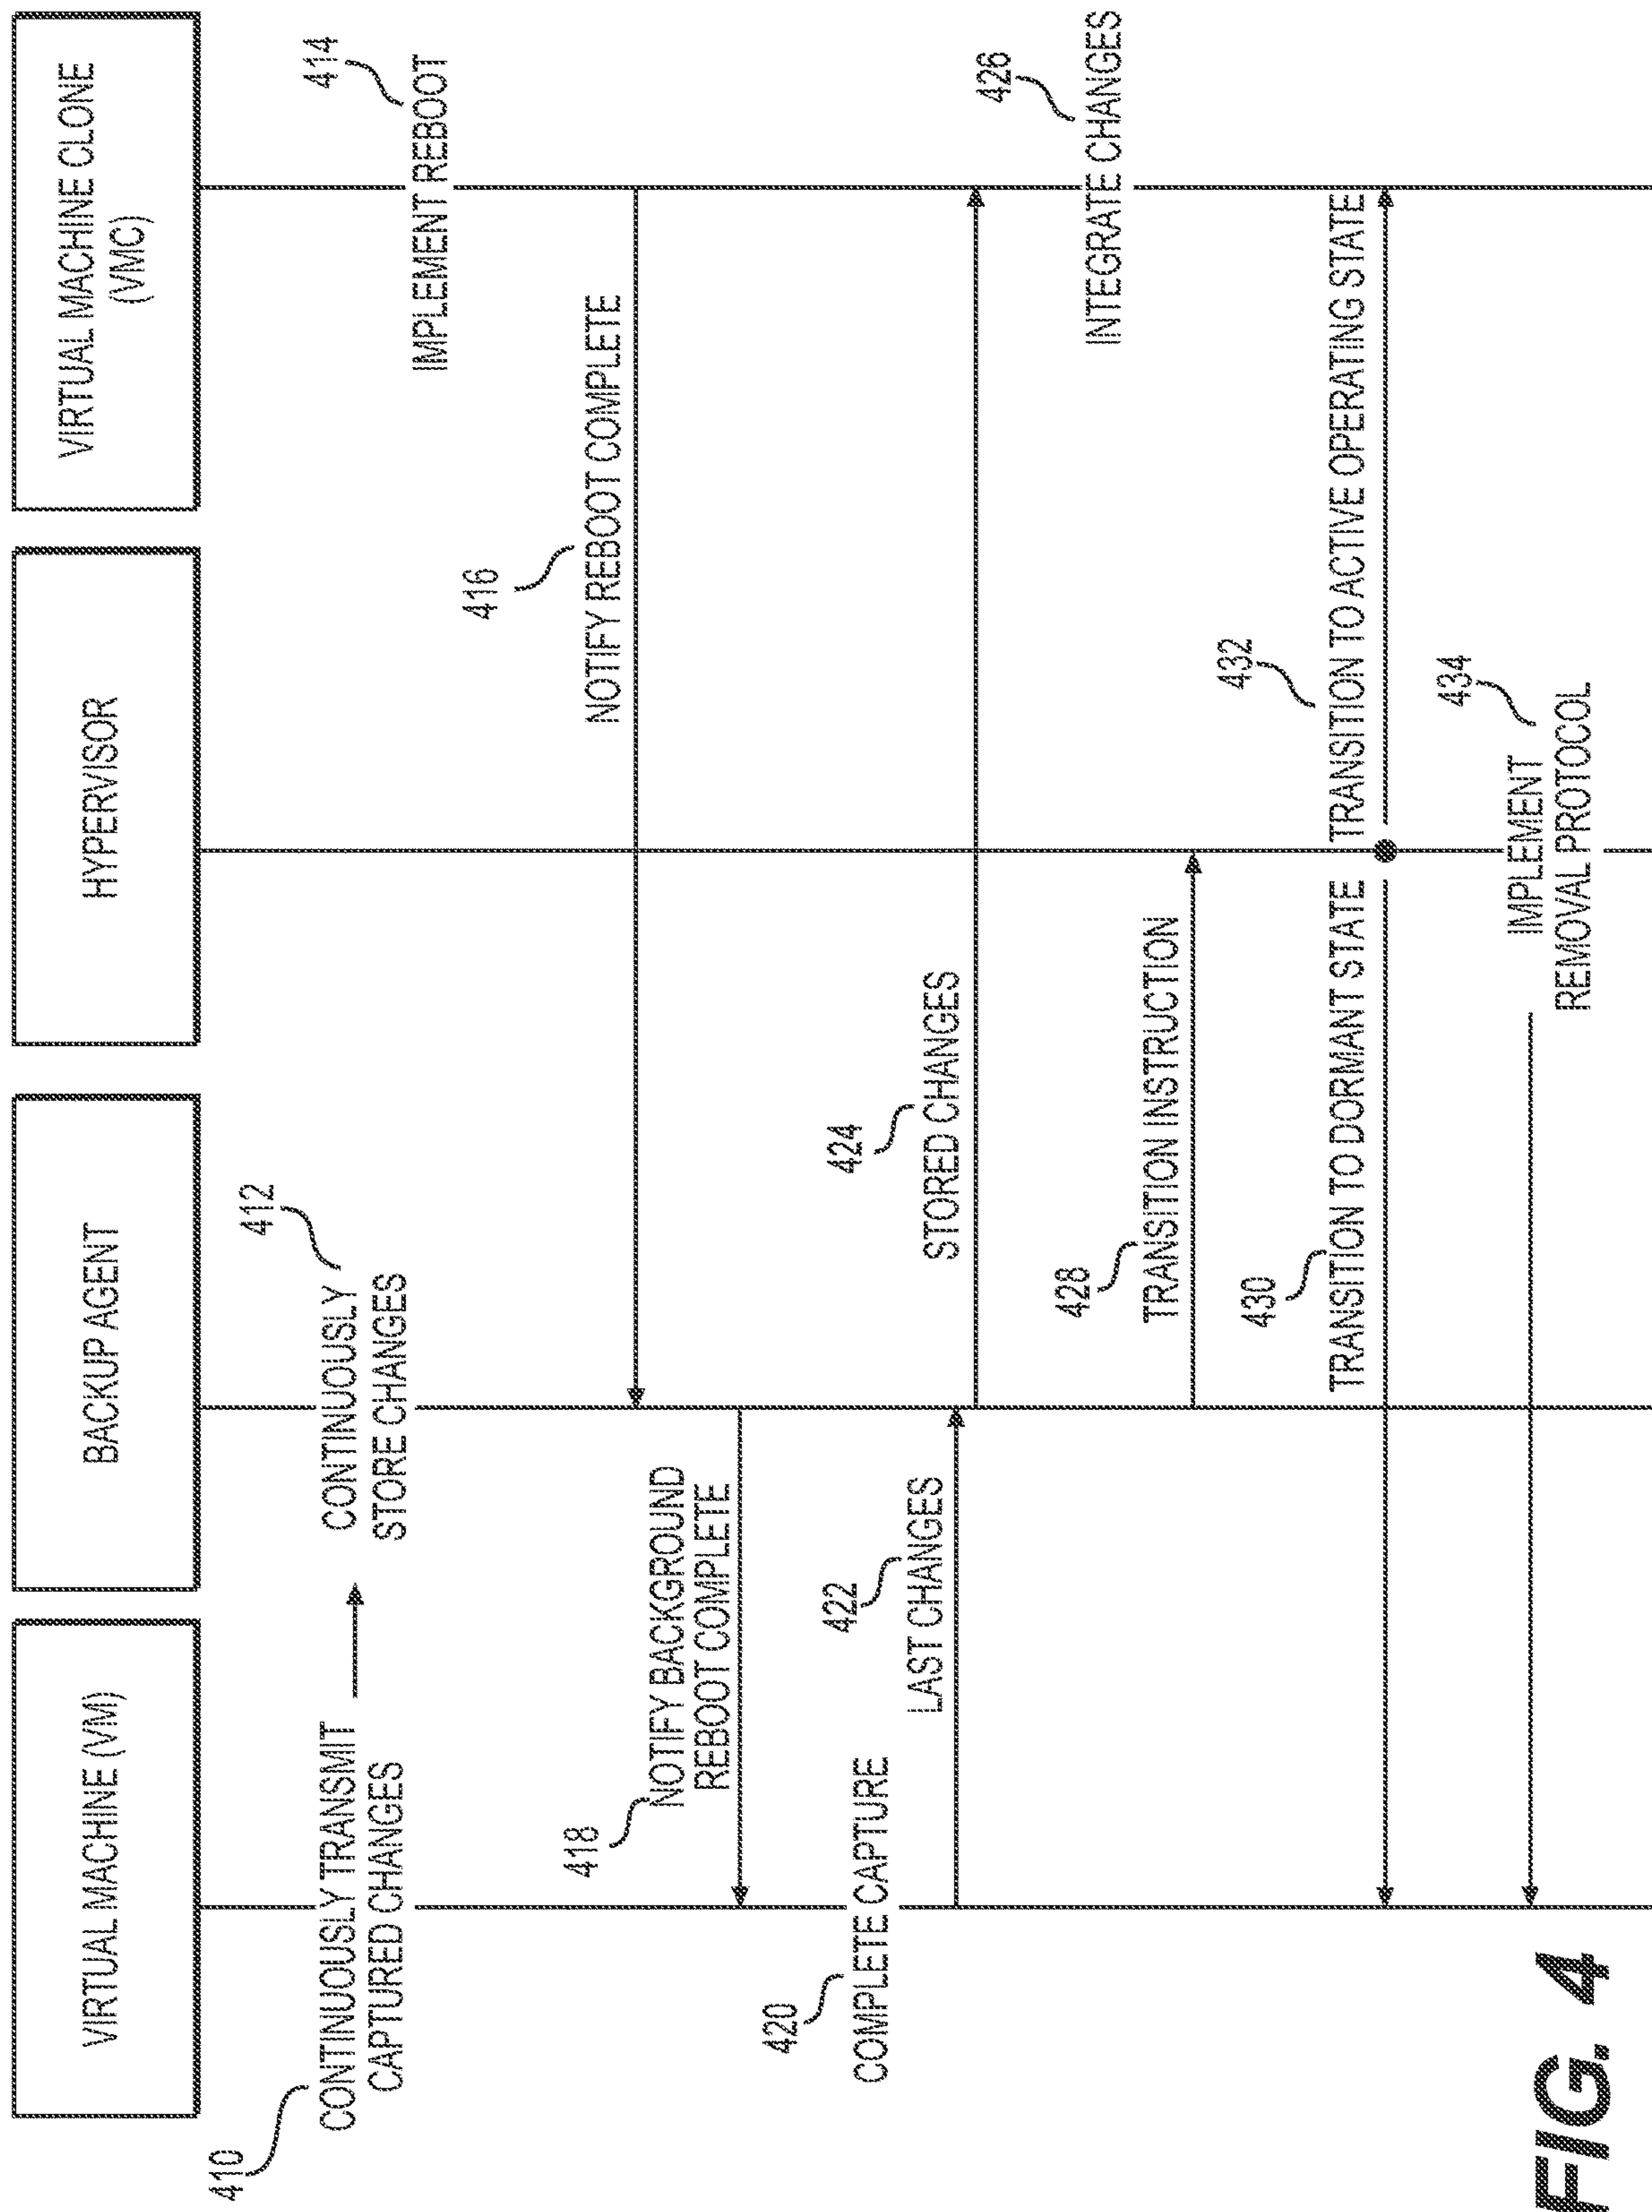 VIRTUAL MACHINE (VM)
BACKUP AGENT
HYPERVISOR
VIRTUAL MACHINE CLONE
(VMC)
410
CONTINUOUSLY TRANSMIT
CAPTURED CHANGES
412
CONTINUOUSLY
STORE CHANGES
414
IMPLEMENT REBOOT
416
NOTIFY REBOOT COMPLETE
418
NOTIFY BACKGROUND
REBOOT COMPLETE
420
COMPLETE CAPTURE
422
LAST CHANGES
424
STORED CHANGES
426
INTEGRATE CHANGES
428
TRANSITION INSTRUCTION
430
TRANSITION TO DORMANT STATE
432
TRANSITION TO ACTIVE OPERATING STATE
434
IMPLEMENT
REMOVAL PROTOCOL
FIG. 4